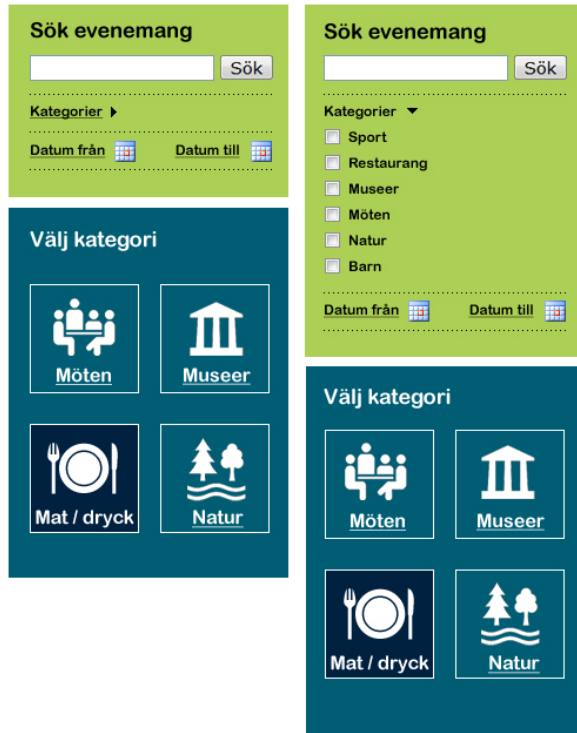 Sök evenemang
Sök
Kategorier
Datum från Datum till
Välj kategori
Möten Museer
Mat / dryck Natur
Sök evenemang
Sök
Kategorier
Sport
Restaurang
Museer
Möten
Natur
Barn
Datum från Datum till
Välj kategori
Möten Museer
Mat / dryck Natur